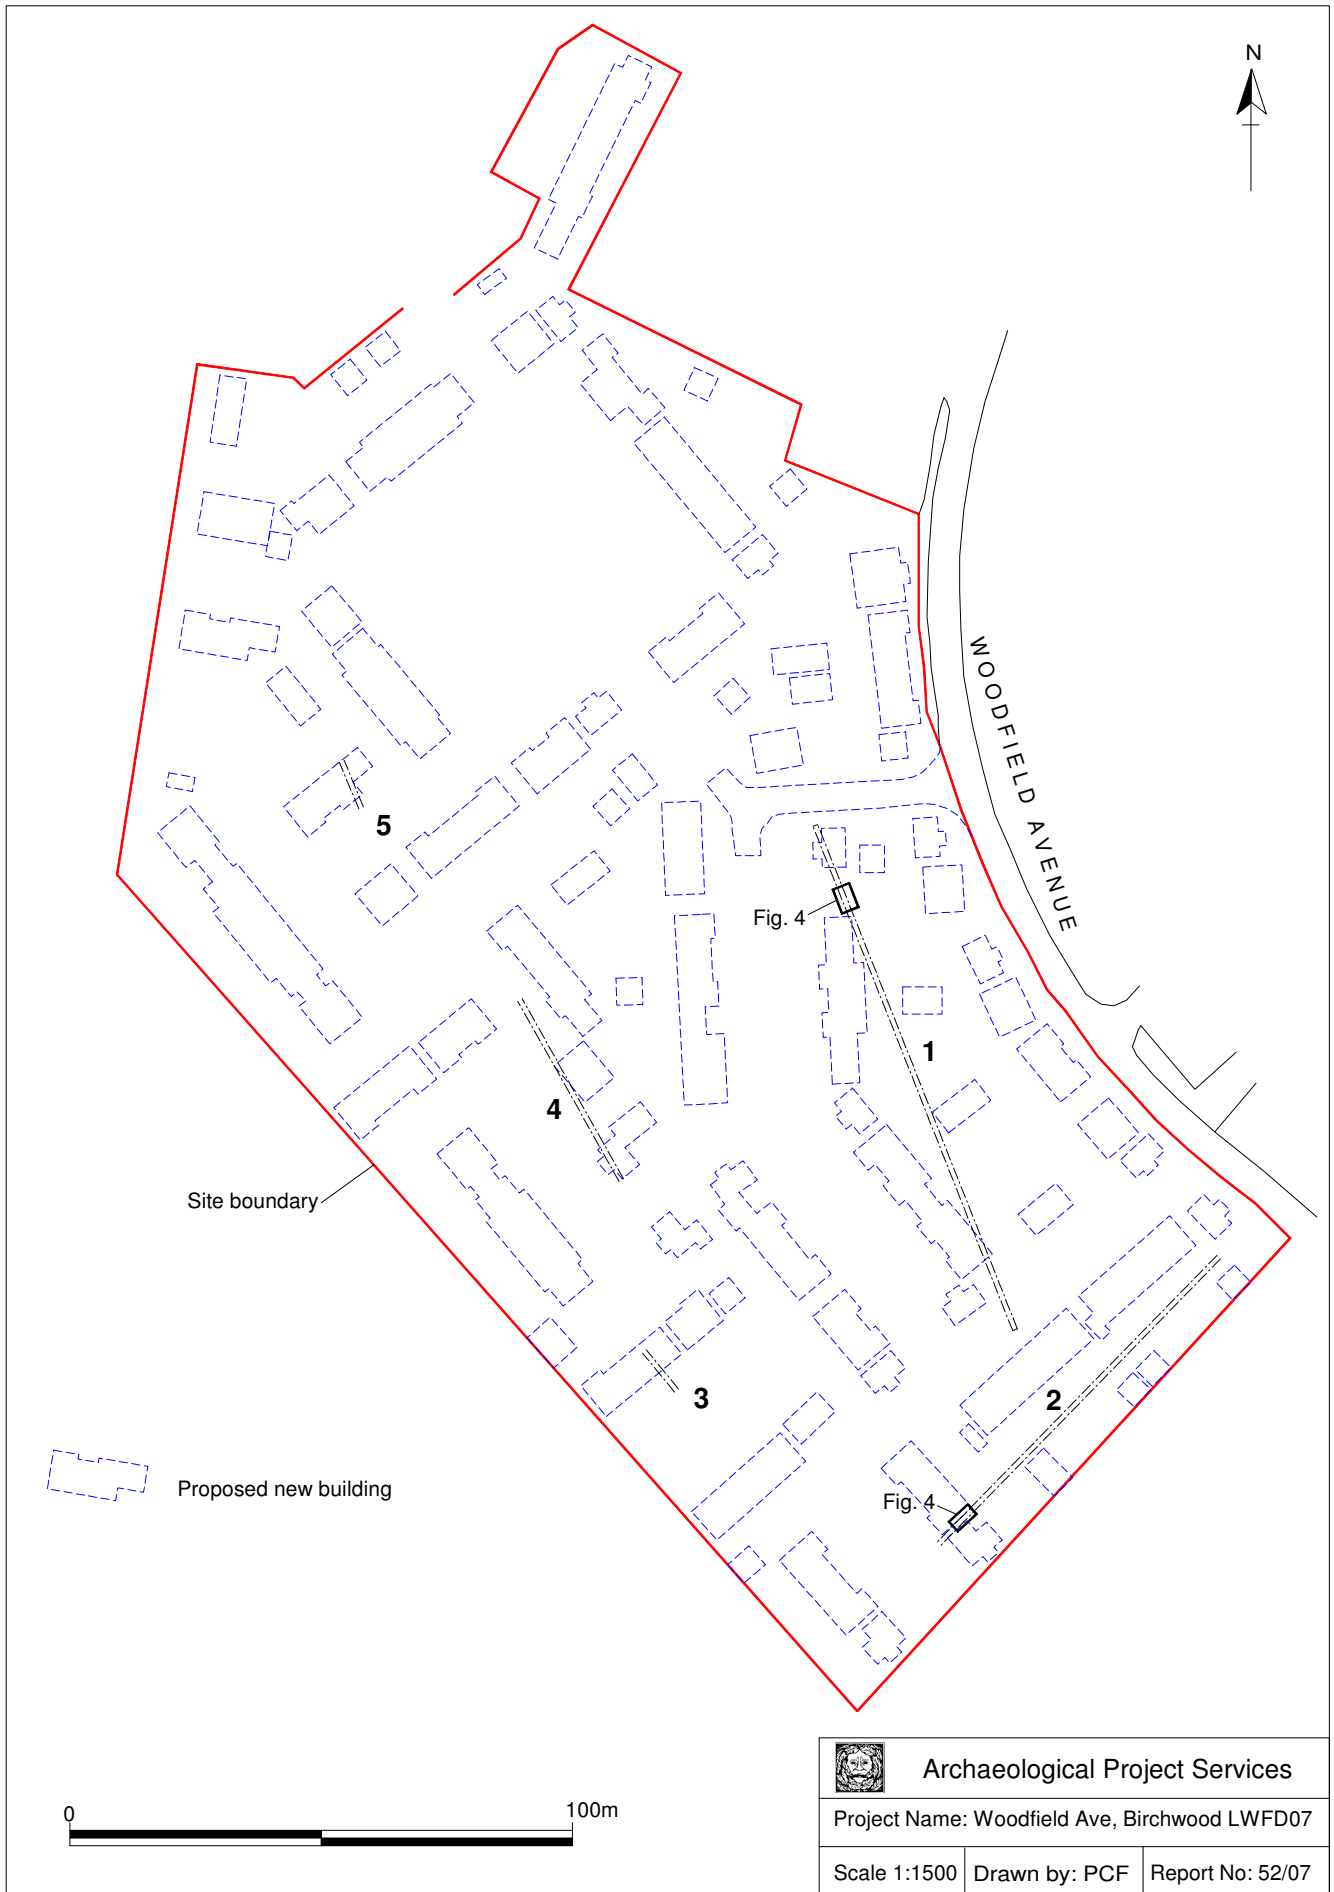 N
WOODFIELD AVENUE
5
Fig. 4
1
4
Site boundary
3
2
Proposed new building
Fig. 4
0
100m
Archaeological Project Services
Project Name: Woodfield Ave, Birchwood LWFD07
Scale 1:1500
Drawn by: PCF
Report No: 52/07